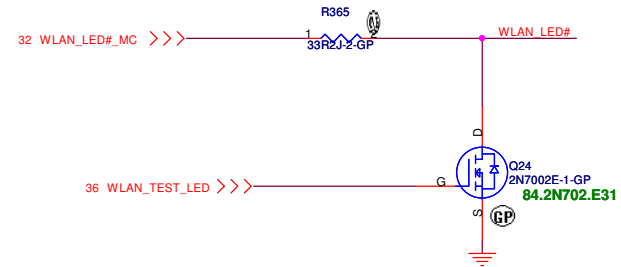 R365
32 WLAN_LED#_MC
1
2
WLAN_LED#
33R2J-2-GP
D
Q24
2N7002E-1-GP
G
36 WLAN_TEST_LED
84.2N702.E31
S
GP